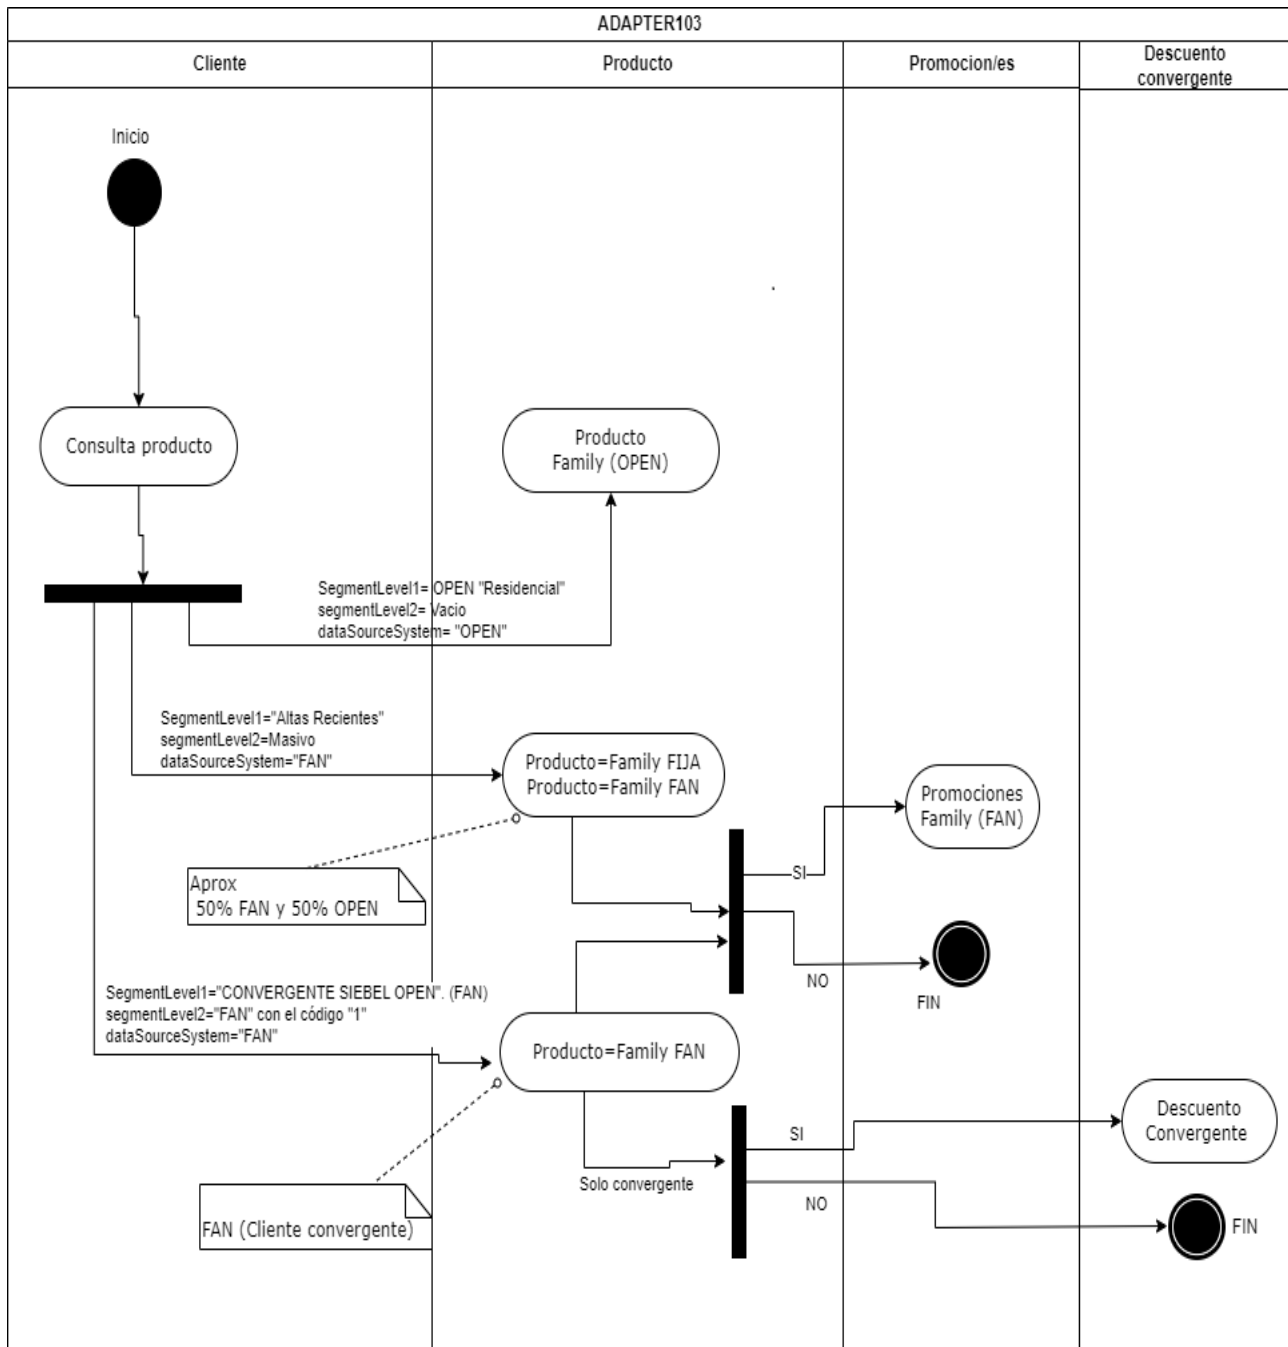 ADAPTER103
Cliente
Producto
Promocion/es
Descuento
convergente
Inicio
Consulta producto
Producto
Family (OPEN)
SegmentLevel1= OPEN "Residencial"
segmentLevel2= Vacio
dataSourceSystem= "OPEN"
SegmentLevel1="Altas Recientes"
segmentLevel2=Masivo
dataSourceSystem="FAN"
Producto=Family FIJA
Producto=Family FAN
Promociones
Family (FAN)
SI
Aprox
50% FAN y 50% OPEN
NO
FIN
SegmentLevel1="CONVERGENTE SIEBEL OPEN". (FAN)
segmentLevel2="FAN" con el código "1"
dataSourceSystem="FAN"
Producto=Family FAN
Descuento
Convergente
SI
Solo convergente
NO
FIN
FAN (Cliente convergente)